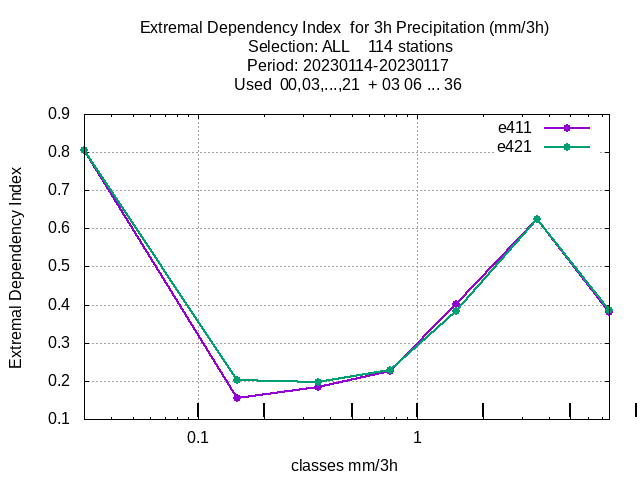 Extremal Dependency Index  for 3h Precipitation (mm/3h)
Selection: ALL    114 stations
Period: 20230114-20230117
Used  00,03,...,21  + 03 06 ... 36
e411
e421
0.9
0.8
0.7
0.6
0.5
0.4
0.3
0.2
0.1
Extremal Dependency Index
0.1
1
classes mm/3h